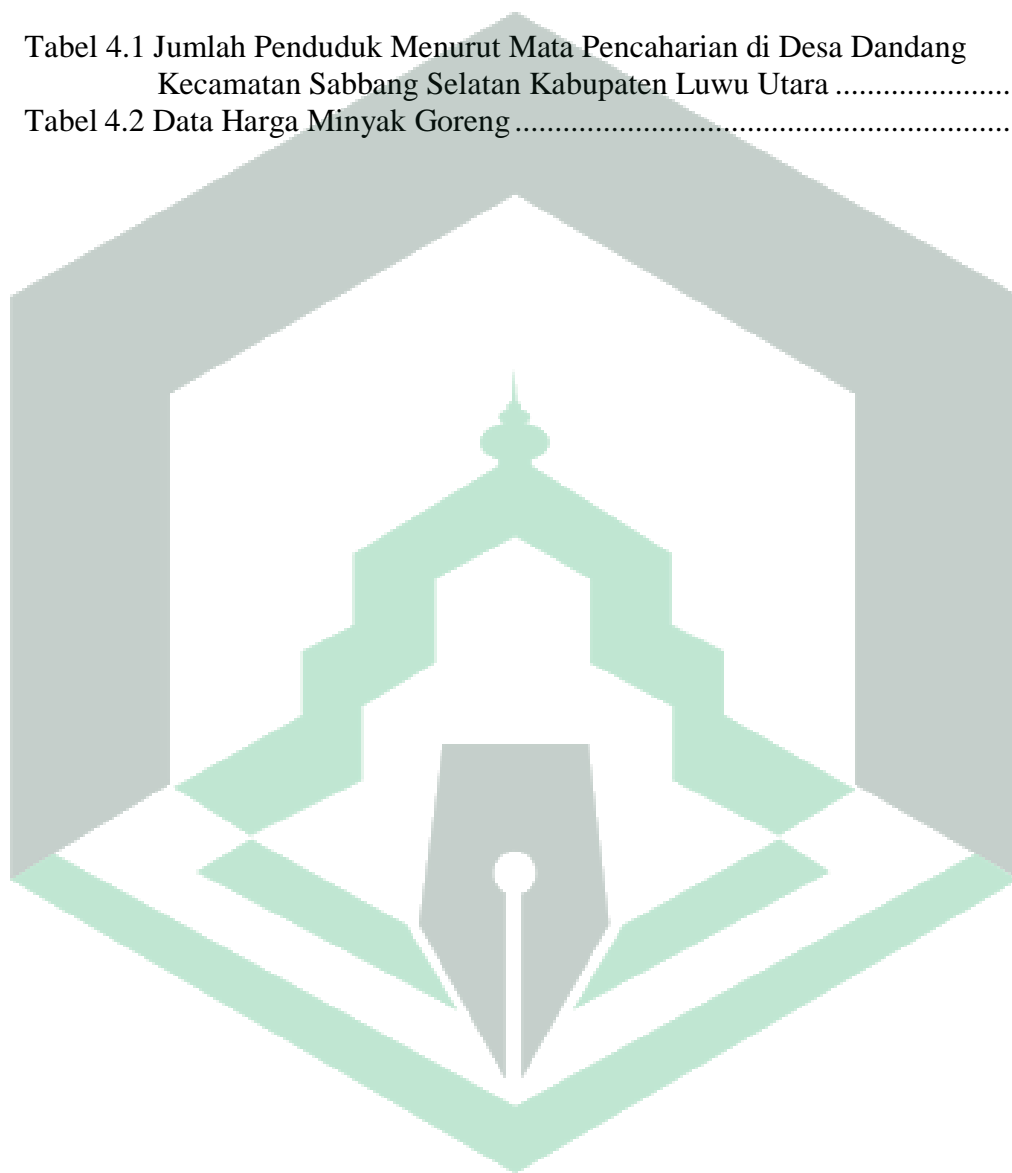 Tabel 4.1 Jumlah Penduduk Menurut Mata Pencaharian di Desa Dandang
Kecamatan Sabbang Selatan Kabupaten Luwu Utara ......................
Tabel 4.2 Data Harga Minyak Goreng ..............................................................